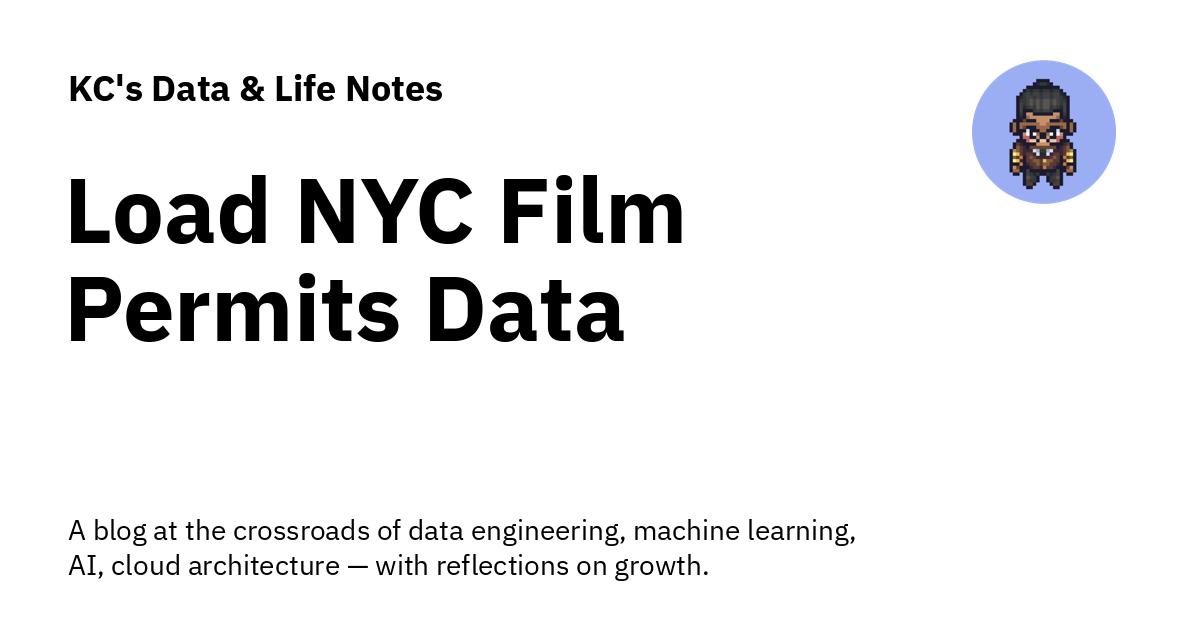 KC's Data & Life Notes
Load NYC Film
Permits Data
A blog at the crossroads of data engineering, machine learning,
AI, cloud architecture — with reflections on growth.